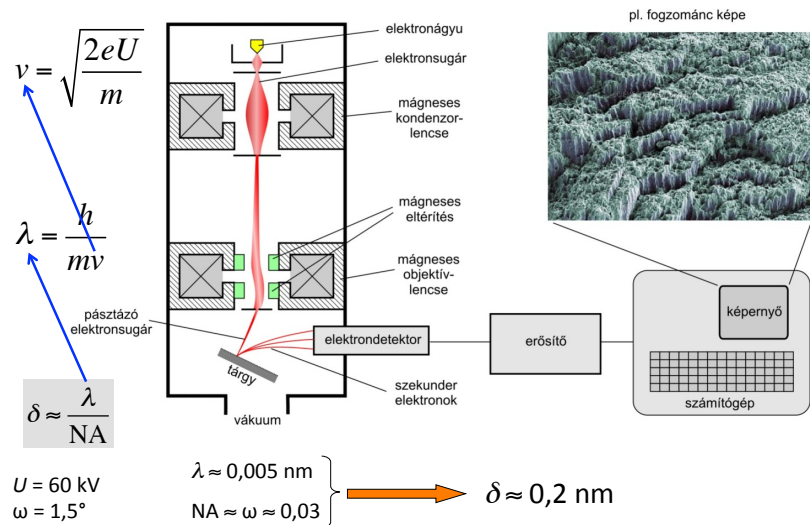 pl. fogzománc képe
elektronágyu
elektronsugár
v = √(2eU/m)
mágneses
kondenzor-
lencse
mágneses
eltérítés
λ = h/mv
mágneses
objektív-
lencse
pásztázó
elektronsugár
képernyő
elektrondetektor
erősítő
tárgy
szekunder
elektronok
számítógép
vákuum
δ ≈ λ/NA
U = 60 kV
ω = 1,5°
λ ≈ 0,005 nm
NA ≈ ω ≈ 0,03
δ ≈ 0,2 nm